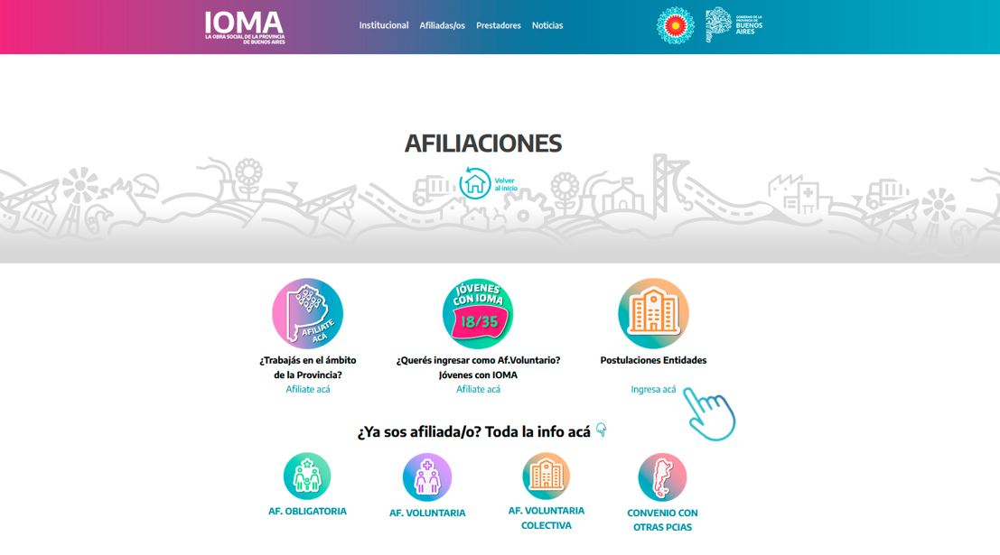 IOMA
LA OBRA SOCIAL DE LA PROVINCIA
DE BUENOS AIRES
Institucional Afiliadas/os Prestadores Noticias
GOBIERNO DE LA
PROVINCIA DE
BUENOS
AIRES
AFILIACIONES
Volver
al inicio
AFILIATE
ACÁ
JÓVENES
CON IOMA
18/35
¿Trabajás en el ámbito
de la Provincia?
Afiliate acá
¿Querés ingresar como Af.Voluntario?
Jóvenes con IOMA
Afiliate acá
Postulaciones Entidades
Ingresa acá
¿Ya sos afiliada/o? Toda la info acá
AF. OBLIGATORIA
AF. VOLUNTARIA
AF. VOLUNTARIA
COLECTIVA
CONVENIO CON
OTRAS PCIAS